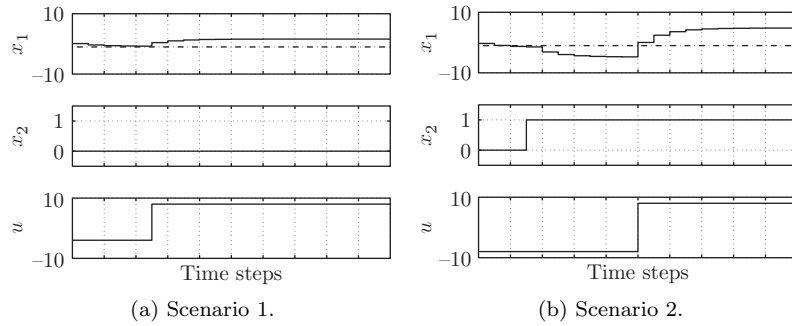 10
x₁
−10
1
x₂
0
10
u
−10
Time steps
(a) Scenario 1.
10
x₁
−10
1
x₂
0
10
u
−10
Time steps
(b) Scenario 2.